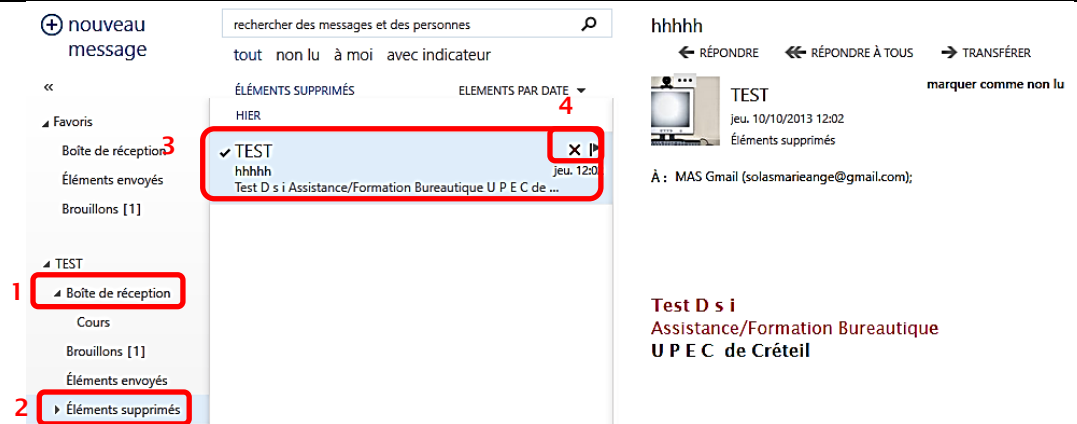 nouveau
message
«
Favoris
Boîte de réception
Éléments envoyés
Brouillons [1]
TEST
1
Boîte de réception
Cours
Brouillons [1]
Éléments envoyés
2
Éléments supprimés
rechercher des messages et des personnes
tout non lu à moi avec indicateur
ÉLÉMENTS SUPPRIMÉS ELEMENTS PAR DATE
4
HIER
3
TEST
hhhhh jeu. 12:0
Test D s i Assistance/Formation Bureautique U P E C de ...
hhhhh
RÉPONDRE RÉPONDRE À TOUS TRANSFÉRER
marquer comme non lu
TEST
jeu. 10/10/2013 12:02
Éléments supprimés
À : MAS Gmail (solasmarieange@gmail.com);
Test D s i
Assistance/Formation Bureautique
U P E C de Créteil